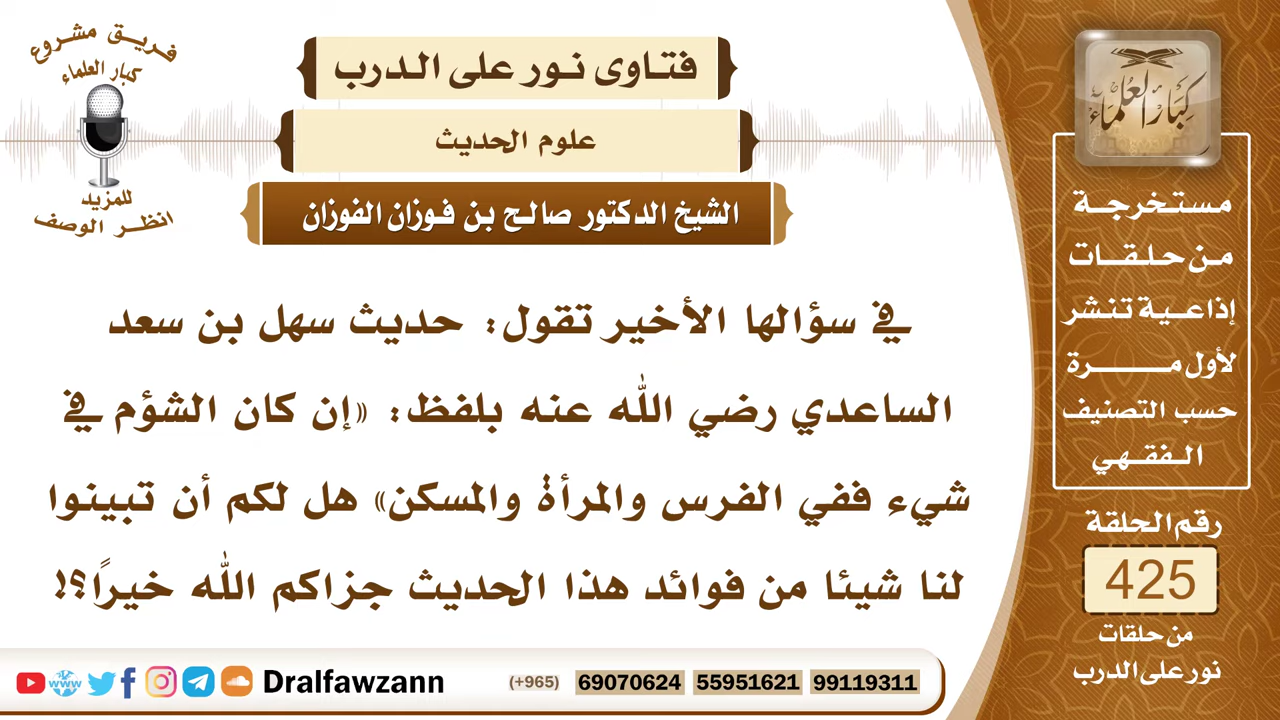 فريق مشروع
كبار العلماء
للمزيد
انظر الوصف
فتاوى نور على الدرب
علوم الحديث
الشيخ الدكتور صالح بن فوزان الفوزان
في سؤالها الأخير تقول: حديث سهل بن سعد
الساعدي رضي الله عنه بلفظ: «إن كان الشؤم في
شيء ففي الفرس والمرأة والمسكن» هل لكم أن تبينوا
لنا شيئا من فوائد هذا الحديث جزاكم الله خيرًا؟!
كبار العلماء
مستخرجة
من حلقات
إذاعية تنشر
لأول مرة
حسب التصنيف
الفقهي
رقم الحلقة
425
من حلقات
نور على الدرب
www Dralfawzann (+965) 69070624 55951621 99119311